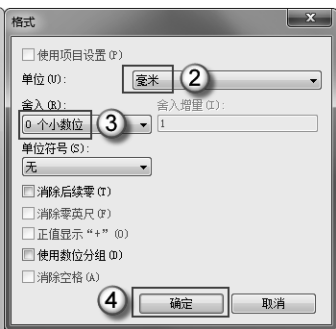 格式
x
使用项目设置(P)
单位(U): 毫米 ②
舍入(R): 舍入增量(I):
0 个小数位 ③ 1
单位符号(S):
无
消除后续零(T)
消除零英尺(F)
正值显示“+”(O)
使用数位分组(D)
消除空格(A)
④ 确定 取消